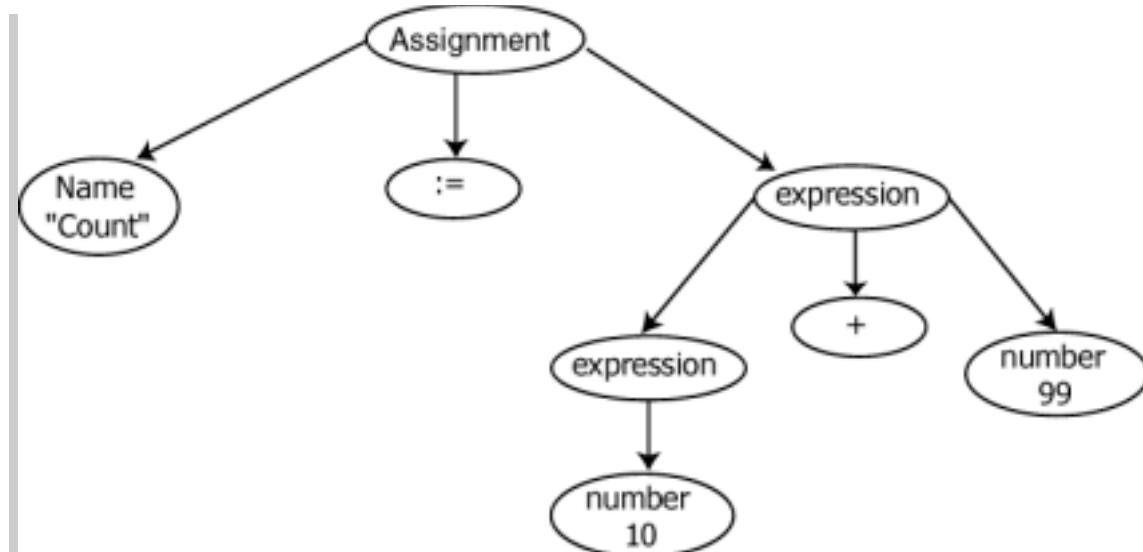 Assignment
Name
"Count"
:=
expression
expression
+
number
99
number
10